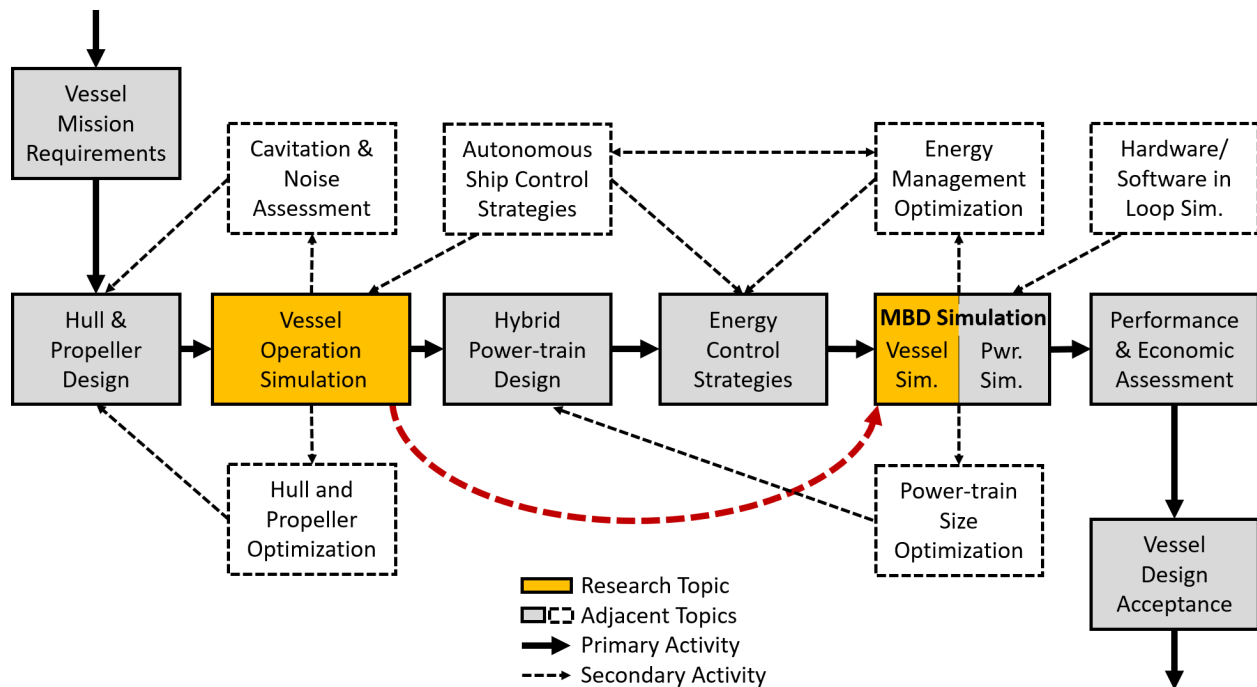 Vessel
Mission
Requirements
Cavitation &
Noise
Assessment
Autonomous
Ship Control
Strategies
Energy
Management
Optimization
Hardware/
Software in
Loop Sim.
Hull &
Propeller
Design
Vessel
Operation
Simulation
Hybrid
Power-train
Design
Energy
Control
Strategies
MBD Simulation
Vessel
Sim.
Pwr.
Sim.
Performance
& Economic
Assessment
Hull and
Propeller
Optimization
Power-train
Size
Optimization
Vessel
Design
Acceptance
Research Topic
Adjacent Topics
Primary Activity
Secondary Activity